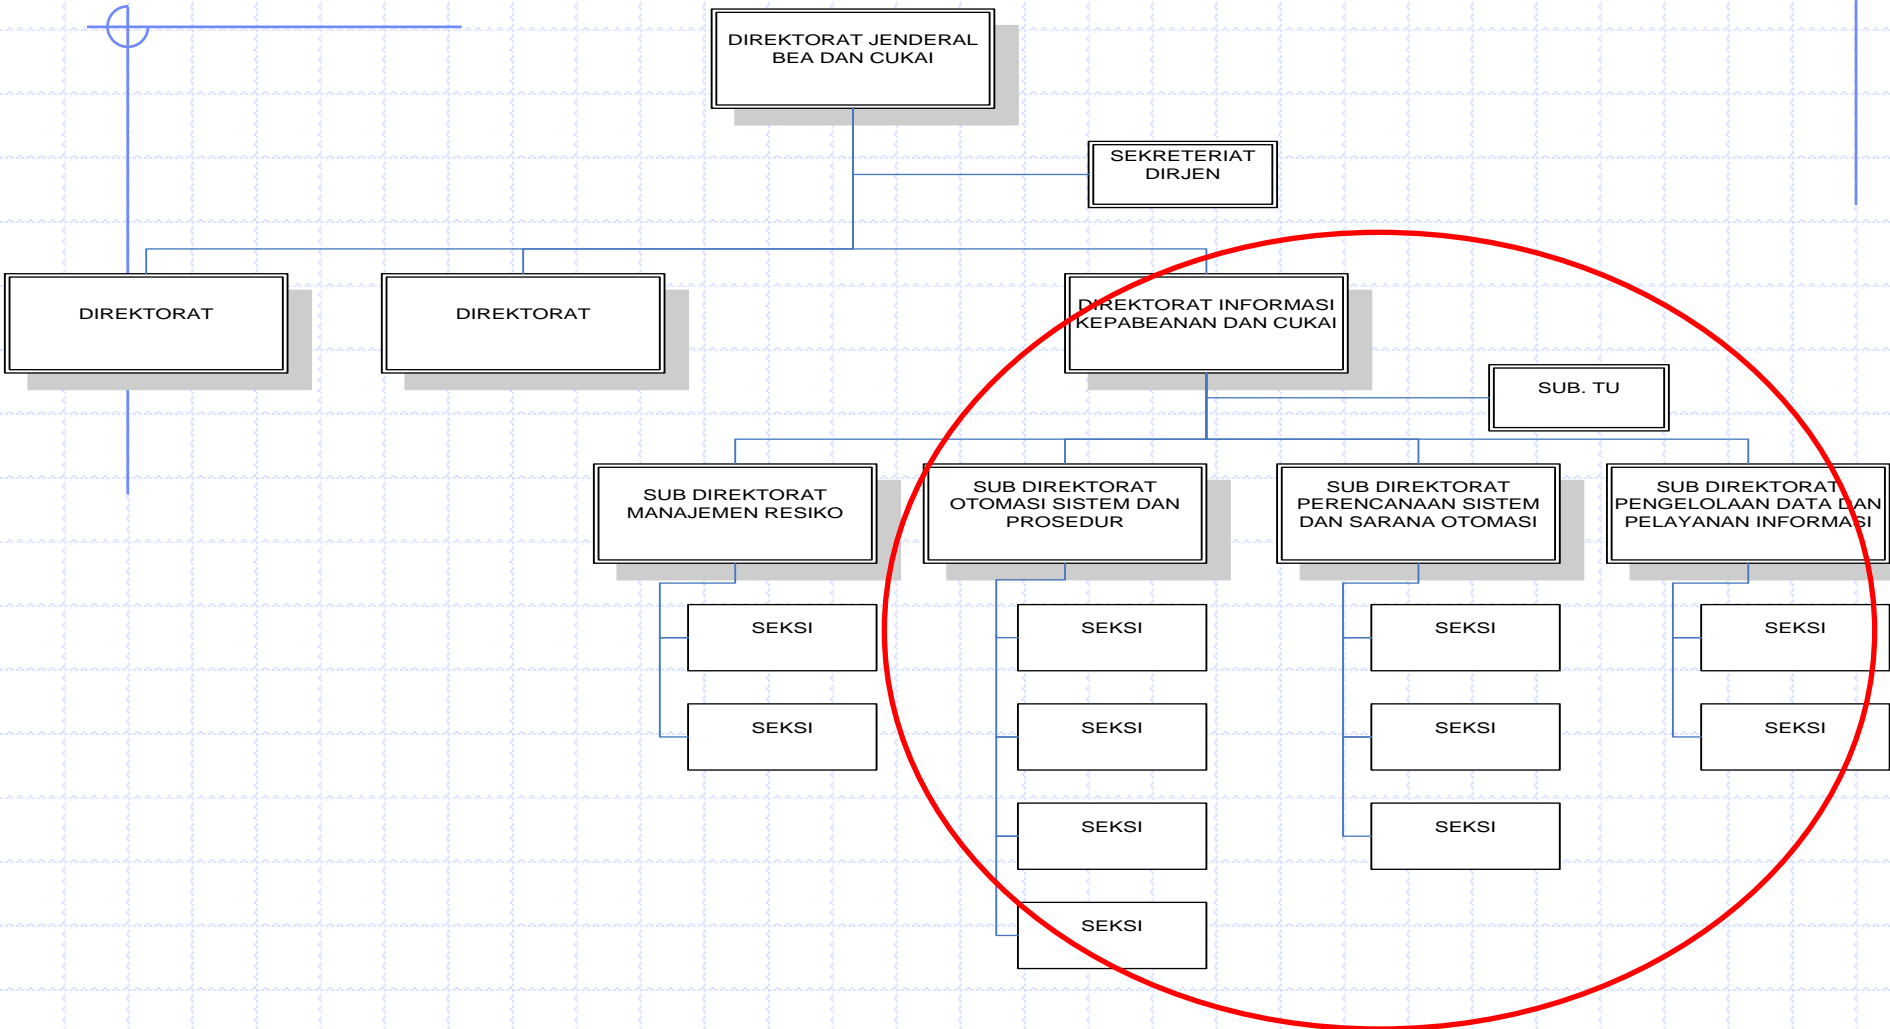 DIREKTORAT JENDERAL
BEA DAN CUKAI
SEKRETERIAT
DIRJEN
DIREKTORAT
DIREKTORAT
DIREKTORAT INFORMASI
KEPABEANAN DAN CUKAI
SUB. TU
SUB DIREKTORAT
MANAJEMEN RESIKO
SUB DIREKTORAT
OTOMASI SISTEM DAN
PROSEDUR
SUB DIREKTORAT
PERENCANAAN SISTEM
DAN SARANA OTOMASI
SUB DIREKTORAT
PENGELOLAAN DATA DAN
PELAYANAN INFORMASI
SEKSI
SEKSI
SEKSI
SEKSI
SEKSI
SEKSI
SEKSI
SEKSI
SEKSI
SEKSI
SEKSI